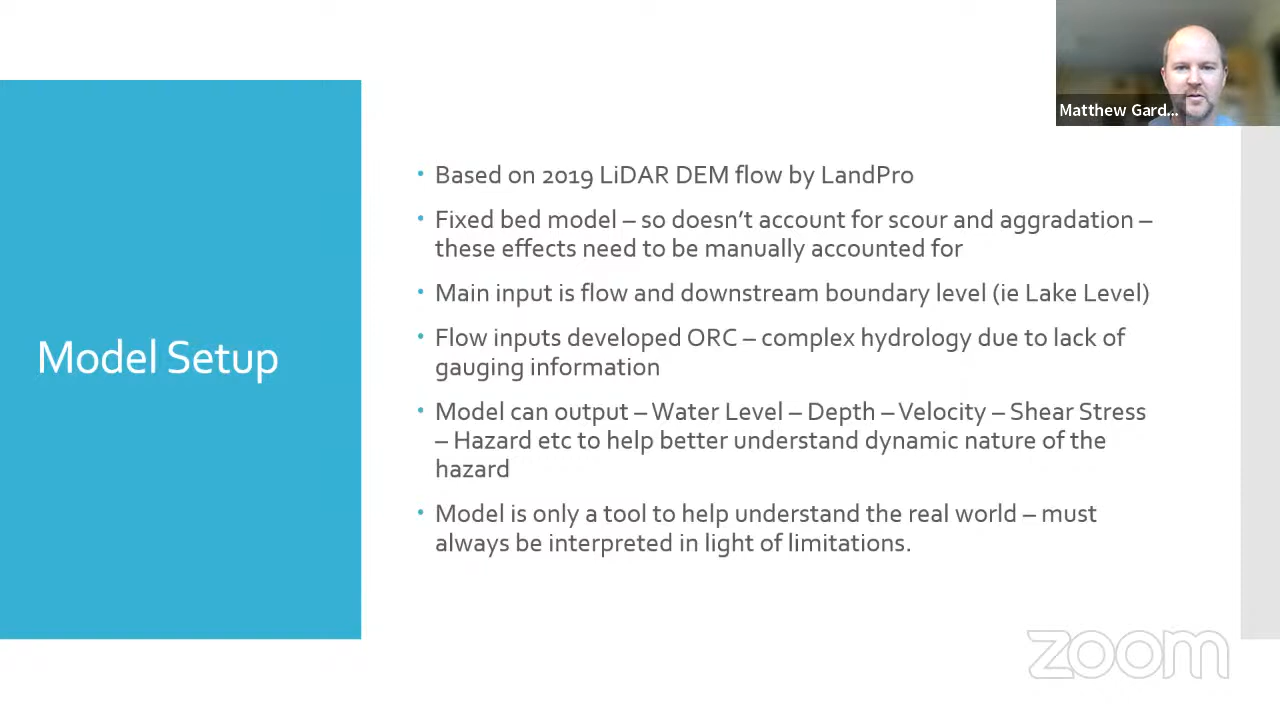 Matthew Gard...
Model Setup
• Based on 2019 LiDAR DEM flow by LandPro
• Fixed bed model – so doesn't account for scour and aggradation –
these effects need to be manually accounted for
• Main input is flow and downstream boundary level (ie Lake Level)
• Flow inputs developed ORC – complex hydrology due to lack of
gauging information
• Model can output – Water Level – Depth – Velocity – Shear Stress
– Hazard etc to help better understand dynamic nature of the
hazard
• Model is only a tool to help understand the real world – must
always be interpreted in light of limitations.
zoom